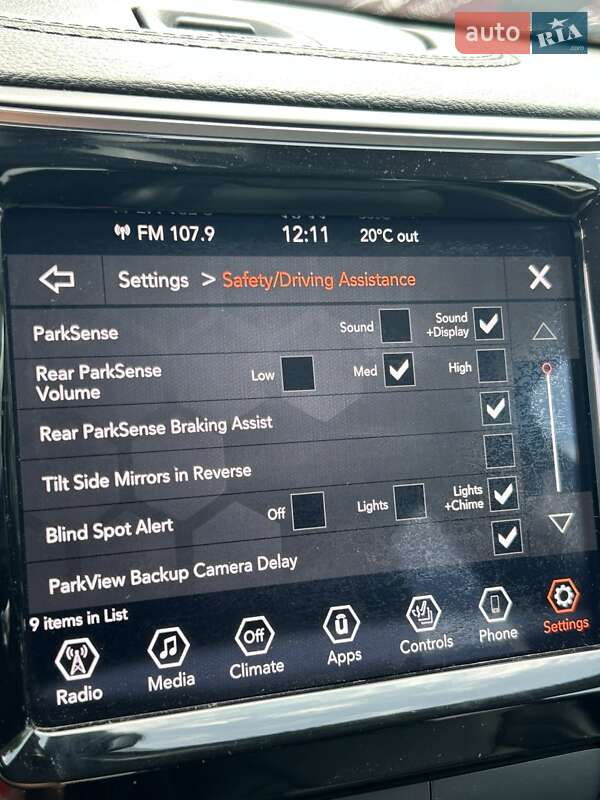 auto RIA .com
FM 107.9 12:11 20°C out
Settings > Safety/Driving Assistance X
ParkSense Sound Sound
+Display
Rear ParkSense
Volume Low Med High
Rear ParkSense Braking Assist
Tilt Side Mirrors in Reverse
Blind Spot Alert Off Lights Lights
+Chime
ParkView Backup Camera Delay
9 items in List
Off
Radio Media Climate Apps Controls Phone Settings